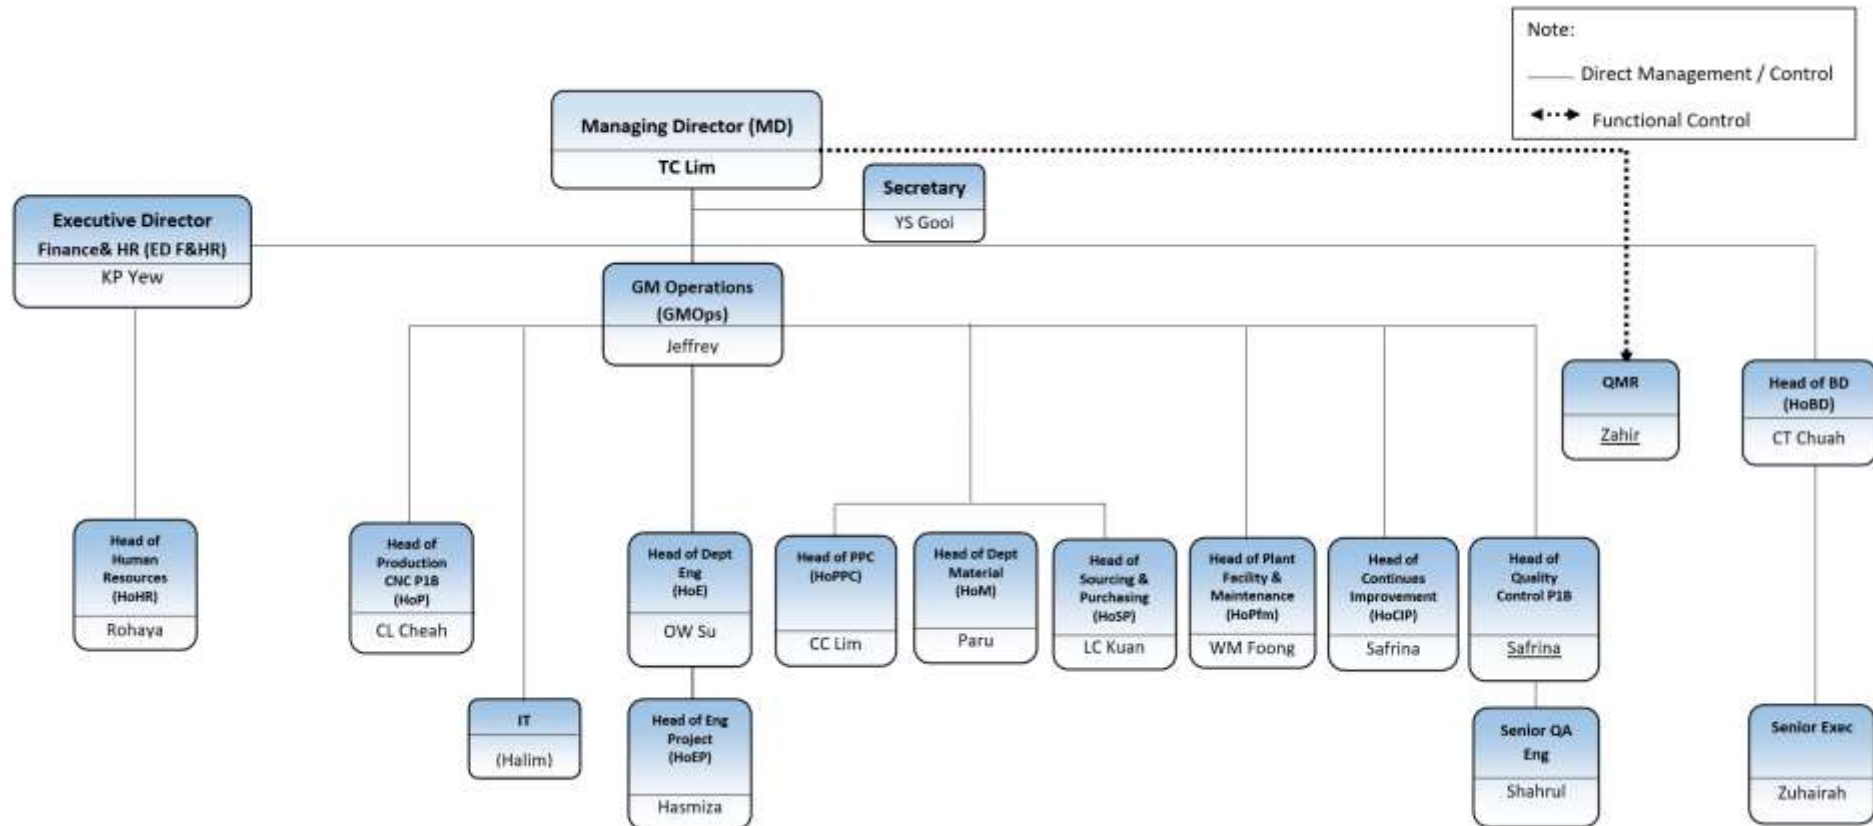 Note:
Direct Management / Control
Functional Control
Managing Director (MD)
TC Lim
Secretary
YS Gooi
Executive Director
Finance& HR (ED F&HR)
KP Yew
GM Operations
(GMOps)
Jeffrey
QMR
Zahir
Head of BD
(HoBD)
CT Chuah
Head of
Human
Resources
(HoHR)
Rohaya
Head of
Production
CNC P1B
(HoP)
CL Cheah
Head of Dept
Eng
(HoE)
OW Su
Head of PPC
(HoPPC)
CC Lim
Head of Dept
Material
(HoM)
Paru
Head of
Sourcing &
Purchasing
(HoSP)
LC Kuan
Head of Plant
Facility &
Maintenance
(HoPfm)
WM Foong
Head of
Continues
Improvement
(HoCIP)
Safrina
Head of
Quality
Control P1B
Safrina
IT
(Halim)
Head of Eng
Project
(HoEP)
Hasmiza
Senior QA
Eng
Shahrul
Senior Exec
Zuhairah